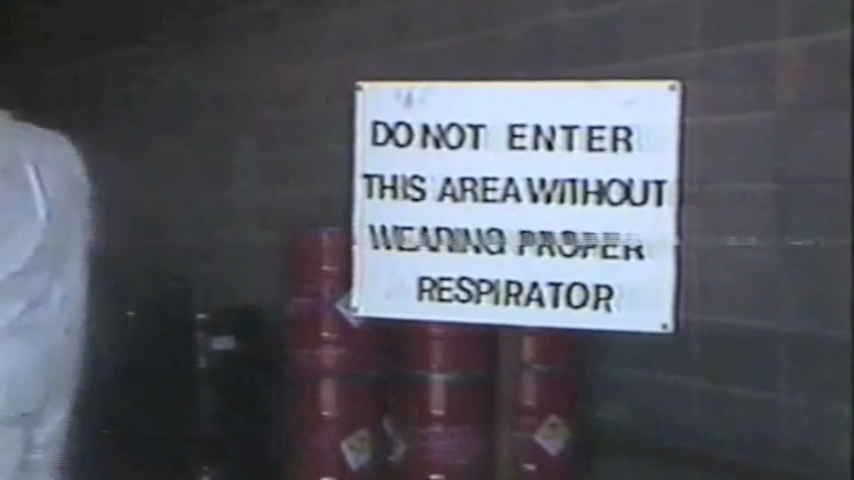 DO NOT ENTER
THIS AREA WITHOUT
WEARING PROPER
RESPIRATOR